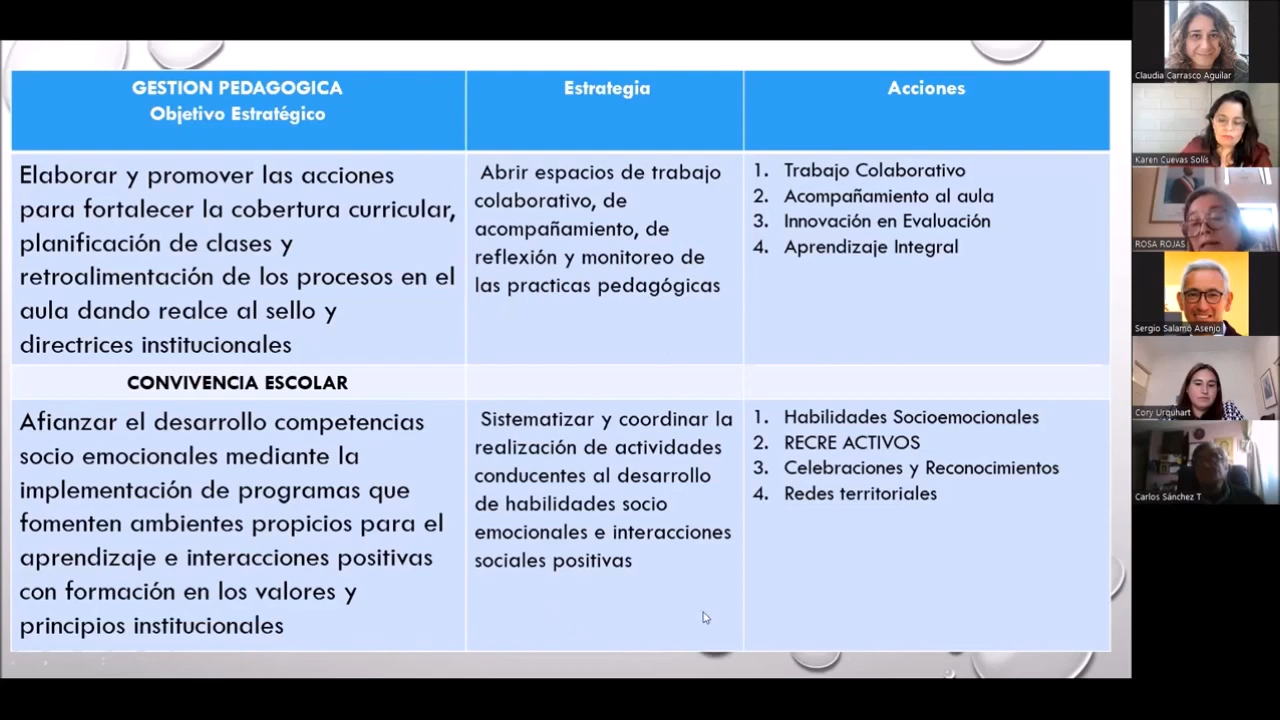 GESTION PEDAGOGICA
Objetivo Estratégico
Estrategia
Acciones
Elaborar y promover las acciones
para fortalecer la cobertura curricular,
planificación de clases y
retroalimentación de los procesos en el
aula dando realce al sello y
directrices institucionales
Abrir espacios de trabajo
colaborativo, de
acompañamiento, de
reflexión y monitoreo de
las practicas pedagógicas
1. Trabajo Colaborativo
2. Acompañamiento al aula
3. Innovación en Evaluación
4. Aprendizaje Integral
CONVIVENCIA ESCOLAR
Afianzar el desarrollo competencias
socio emocionales mediante la
implementación de programas que
fomenten ambientes propicios para el
aprendizaje e interacciones positivas
con formación en los valores y
principios institucionales
Sistematizar y coordinar la
realización de actividades
conducentes al desarrollo
de habilidades socio
emocionales e interacciones
sociales positivas
1. Habilidades Socioemocionales
2. RECRE ACTIVOS
3. Celebraciones y Reconocimientos
4. Redes territoriales
Claudia Carrasco Aguilar
Karen Cuevas Solís
ROSA ROJAS
Sergio Salamó Asenjo
Cory Urquhart
Carlos Sánchez T